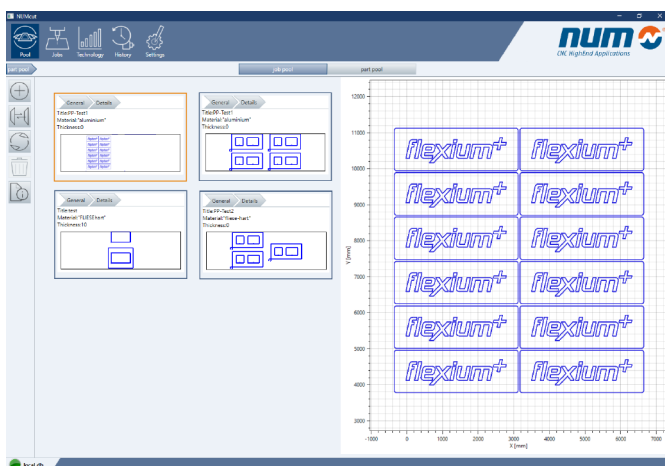 NUMcut
Pool
Jobs
Technology
History
Settings
num
CNC HighEnd Applications
part pool
job pool
part pool
General Details
Title:PP-Test1
Material:"aluminium"
Thickness:0
General Details
Title:PP-Test1
Material:"aluminium"
Thickness:0
General Details
Title:text
Material:"FLIESEhart"
Thickness:10
General Details
Title:PP-Test2
Material:"fliese-hart"
Thickness:0
12000
11000
10000
9000
8000
7000
6000
5000
4000
3000
Y [mm]
flexium+ flexium+
flexium+ flexium+
flexium+ flexium+
flexium+ flexium+
flexium+ flexium+
flexium+ flexium+
-1000 0 1000 2000 3000 4000 5000 6000 7000
X [mm]
local db